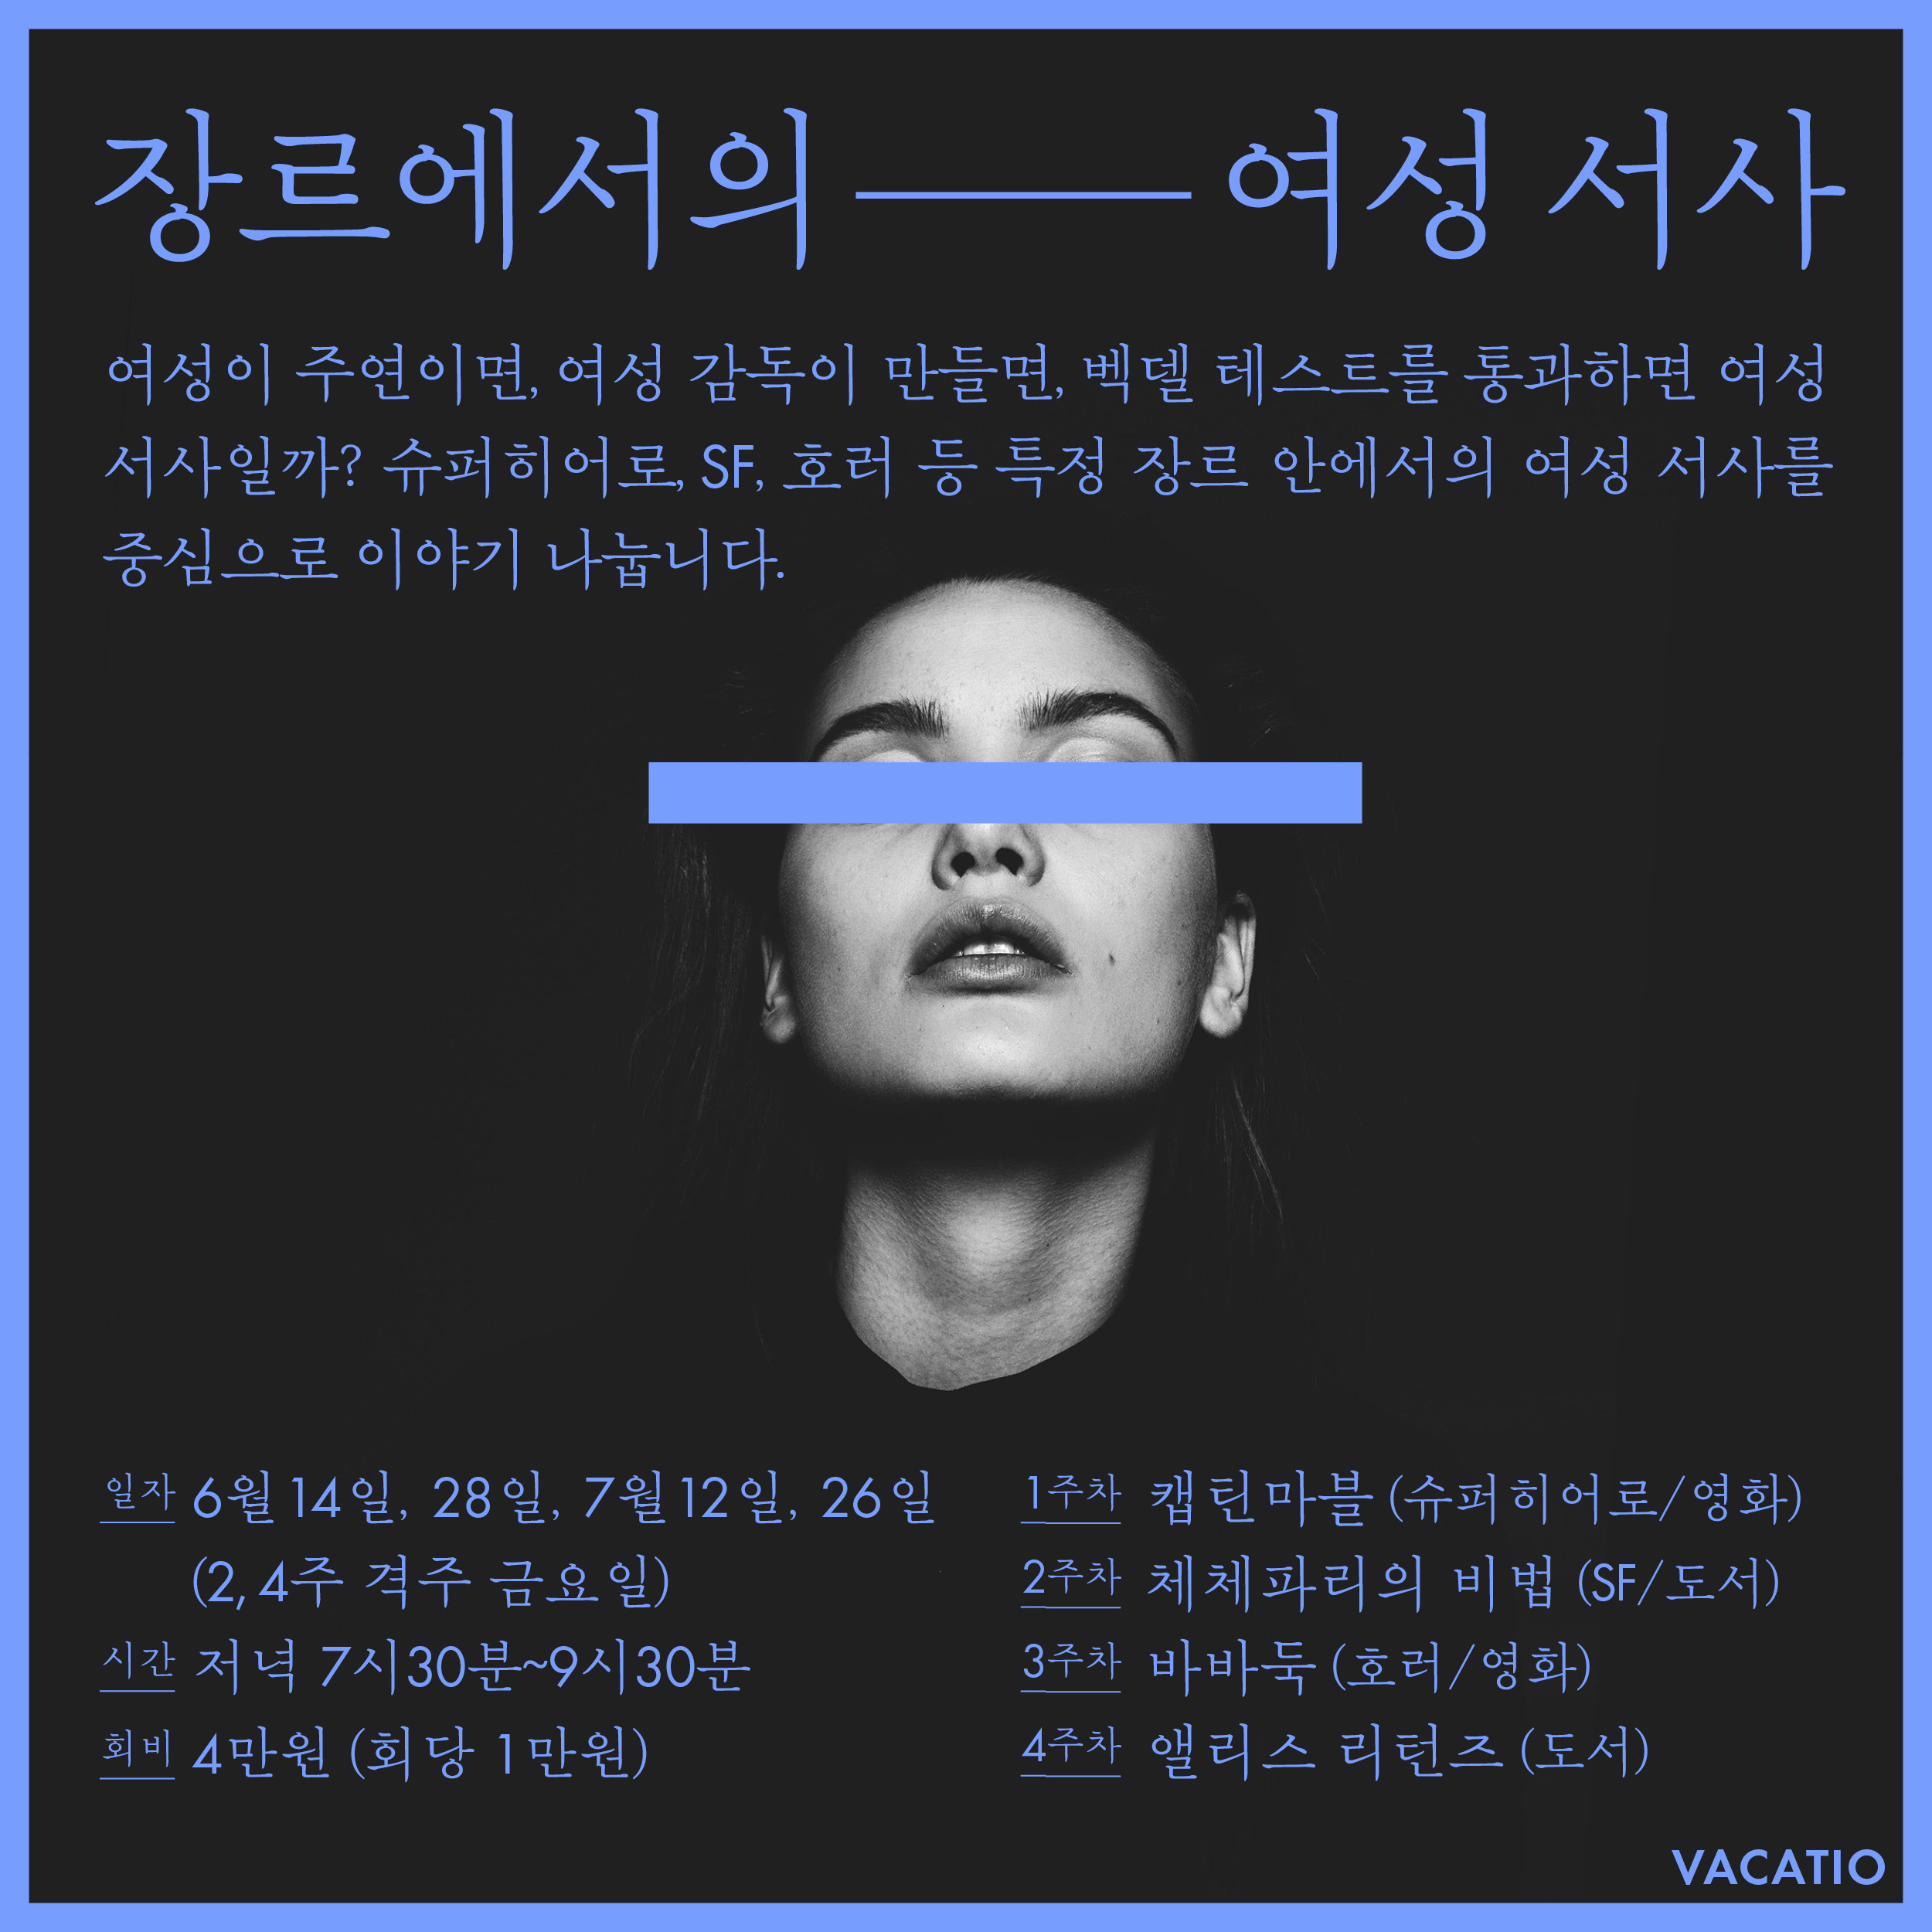 장르에서의 ——— 여성 서사
여성이 주연이면, 여성 감독이 만들면, 벡델 테스트를 통과하면 여성
서사일까? 슈퍼히어로, SF, 호러 등 특정 장르 안에서의 여성 서사를
중심으로 이야기 나눕니다.
일자 6월 14일, 28일, 7월 12일, 26일
(2, 4주 격주 금요일)
시간 저녁 7시30분~9시30분
회비 4만원 (회당 1만원)
1주차 캡틴마블 (슈퍼히어로/영화)
2주차 체체파리의 비법 (SF/도서)
3주차 바바둑 (호러/영화)
4주차 앨리스 리턴즈 (도서)
VACATIO